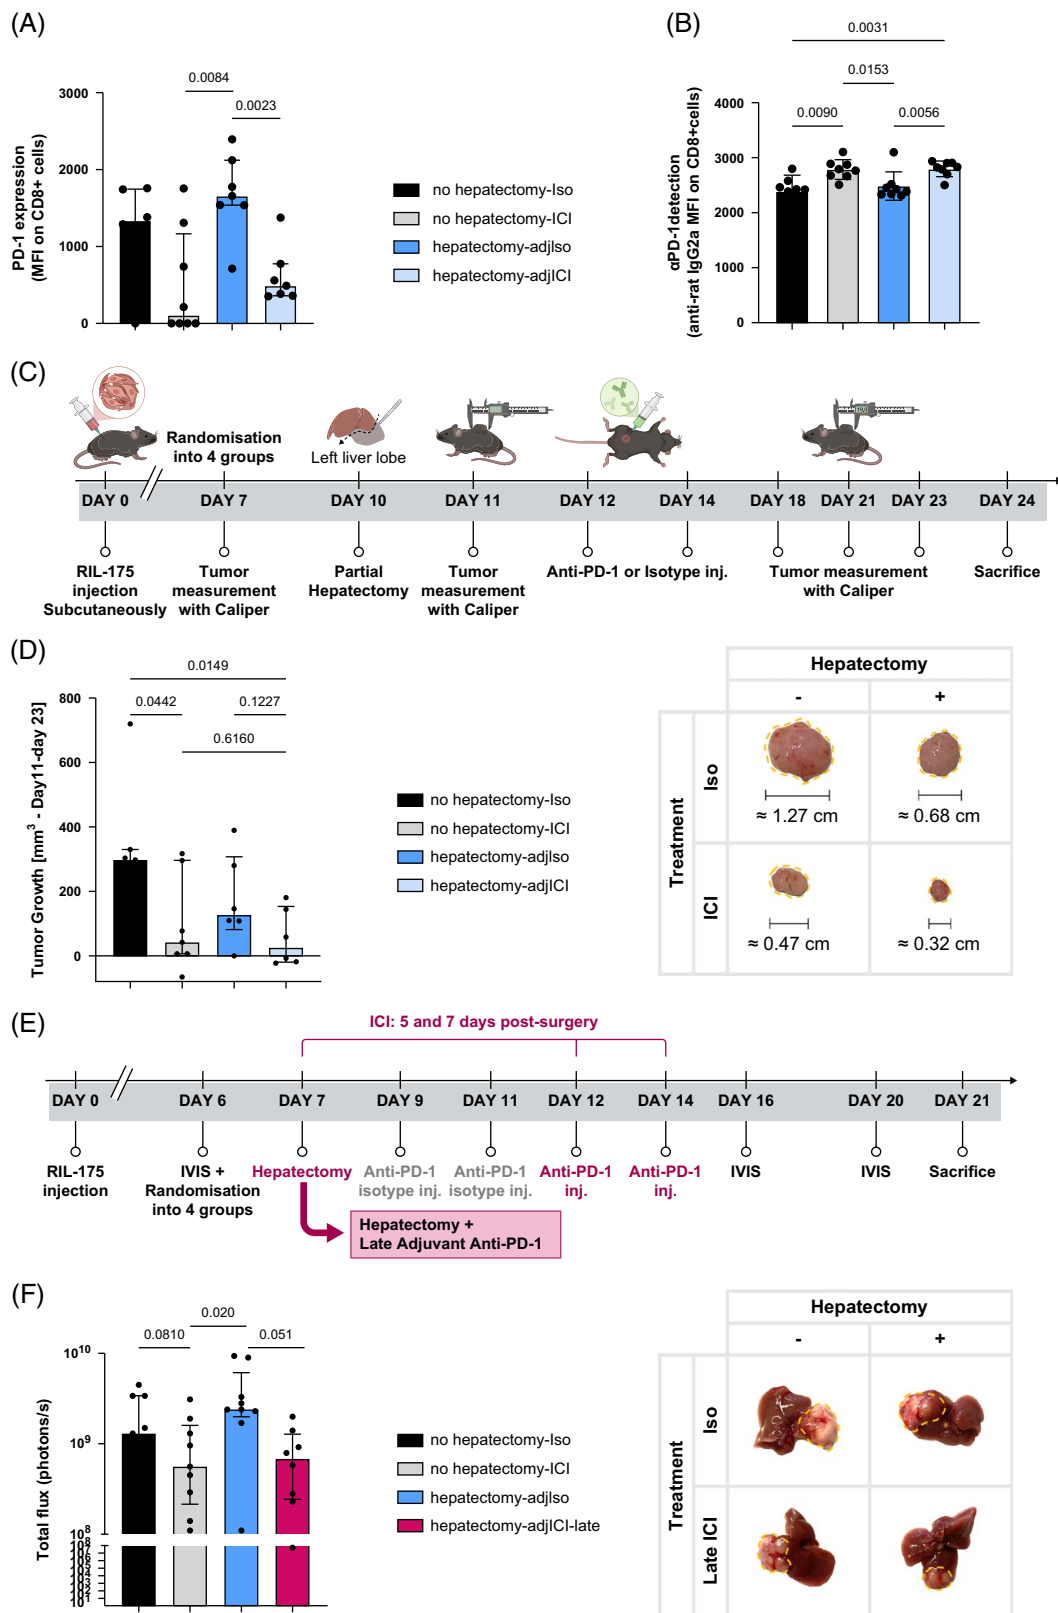 (A)
0.0084
0.0023
3000
2000
1000
0
PD-1 expression
(MFI on CD8+ cells)
no hepatectomy-Iso
no hepatectomy-ICI
hepatectomy-adjIso
hepatectomy-adjICI
(B)
0.0031
0.0153
0.0090
0.0056
4000
3000
2000
1000
0
αPD-1detection
(anti-rat IgG2a MFI on CD8+cells)
(C)
Randomisation
into 4 groups
Left liver lobe
DAY 0
DAY 7
DAY 10
DAY 11
DAY 12
DAY 14
DAY 18
DAY 21
DAY 23
DAY 24
RIL-175
injection
Subcutaneously
Tumor
measurement
with Caliper
Partial
Hepatectomy
Tumor
measurement
with Caliper
Anti-PD-1 or Isotype inj.
Tumor measurement
with Caliper
Sacrifice
(D)
0.0149
0.0442
0.1227
0.6160
800
600
400
200
0
Tumor Growth [mm³ - Day11-day 23]
no hepatectomy-Iso
no hepatectomy-ICI
hepatectomy-adjIso
hepatectomy-adjICI
Hepatectomy
-
+
Treatment
Iso
≈ 1.27 cm
≈ 0.68 cm
ICI
≈ 0.47 cm
≈ 0.32 cm
(E)
ICI: 5 and 7 days post-surgery
DAY 0
DAY 6
DAY 7
DAY 9
DAY 11
DAY 12
DAY 14
DAY 16
DAY 20
DAY 21
RIL-175
injection
IVIS +
Randomisation
into 4 groups
Hepatectomy
Anti-PD-1
isotype inj.
Anti-PD-1
isotype inj.
Anti-PD-1
inj.
Anti-PD-1
inj.
IVIS
IVIS
Sacrifice
Hepatectomy +
Late Adjuvant Anti-PD-1
(F)
0.020
0.0810
0.051
10¹⁰
10⁹
10⁸
10⁸
10⁷
10⁶
10⁵
10⁴
10³
10²
10¹
Total flux (photons/s)
no hepatectomy-Iso
no hepatectomy-ICI
hepatectomy-adjIso
hepatectomy-adjICI-late
Hepatectomy
-
+
Treatment
Iso
Late ICI